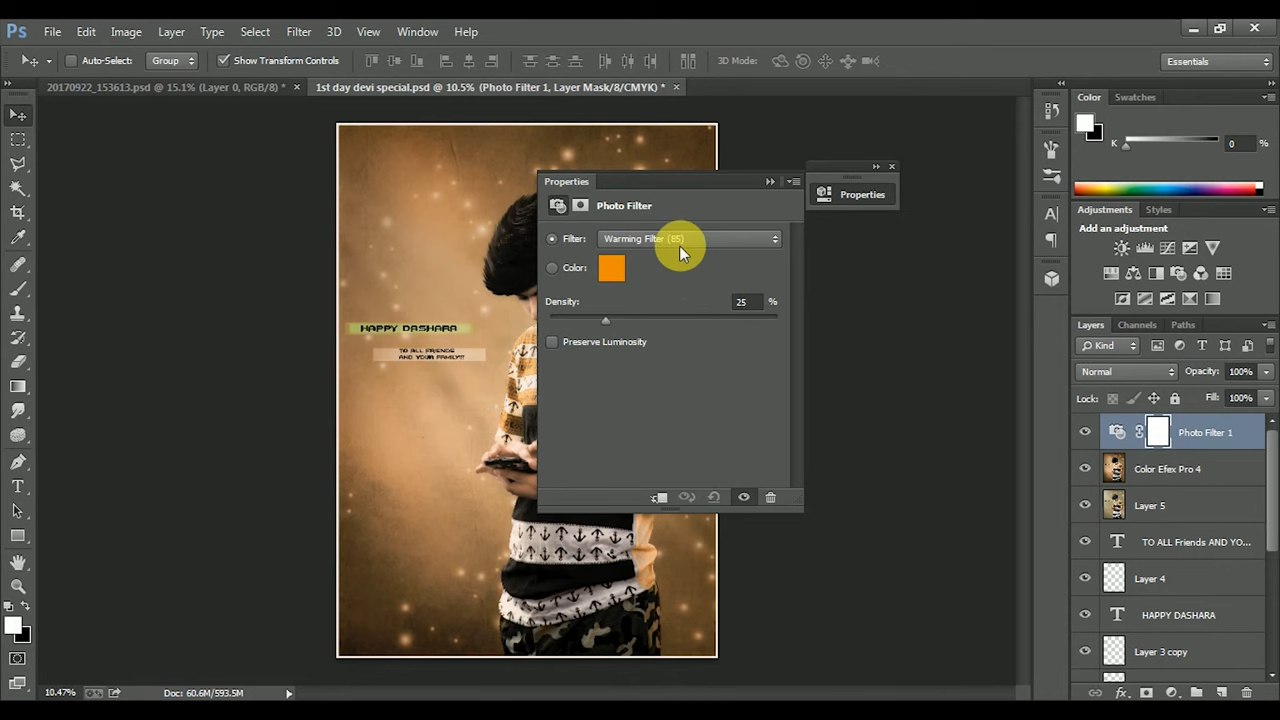 Ps File Edit Image Layer Type Select Filter 3D View Window Help
Auto-Select: Group Show Transform Controls 3D Mode: Essentials
20170922_153613.psd @ 15.1% (Layer 0, RGB/8) * × 1st day devi special.psd @ 10.5% (Photo Filter 1, Layer Mask/8/CMYK) * ×
Color Swatches
K 0 %
Properties
Properties
Photo Filter
Filter: Warming Filter (85)
Color:
Density: 25 %
Preserve Luminosity
HAPPY DASHARA
TO ALL FRIENDS
AND YOUR FAMILY!!!
Adjustments Styles
Add an adjustment
Layers Channels Paths
Kind
Normal Opacity: 100%
Lock: Fill: 100%
Photo Filter 1
Color Efex Pro 4
Layer 5
T TO ALL Friends AND YO...
Layer 4
T HAPPY DASHARA
Layer 3 copy
10.47% Doc: 60.6M/593.5M